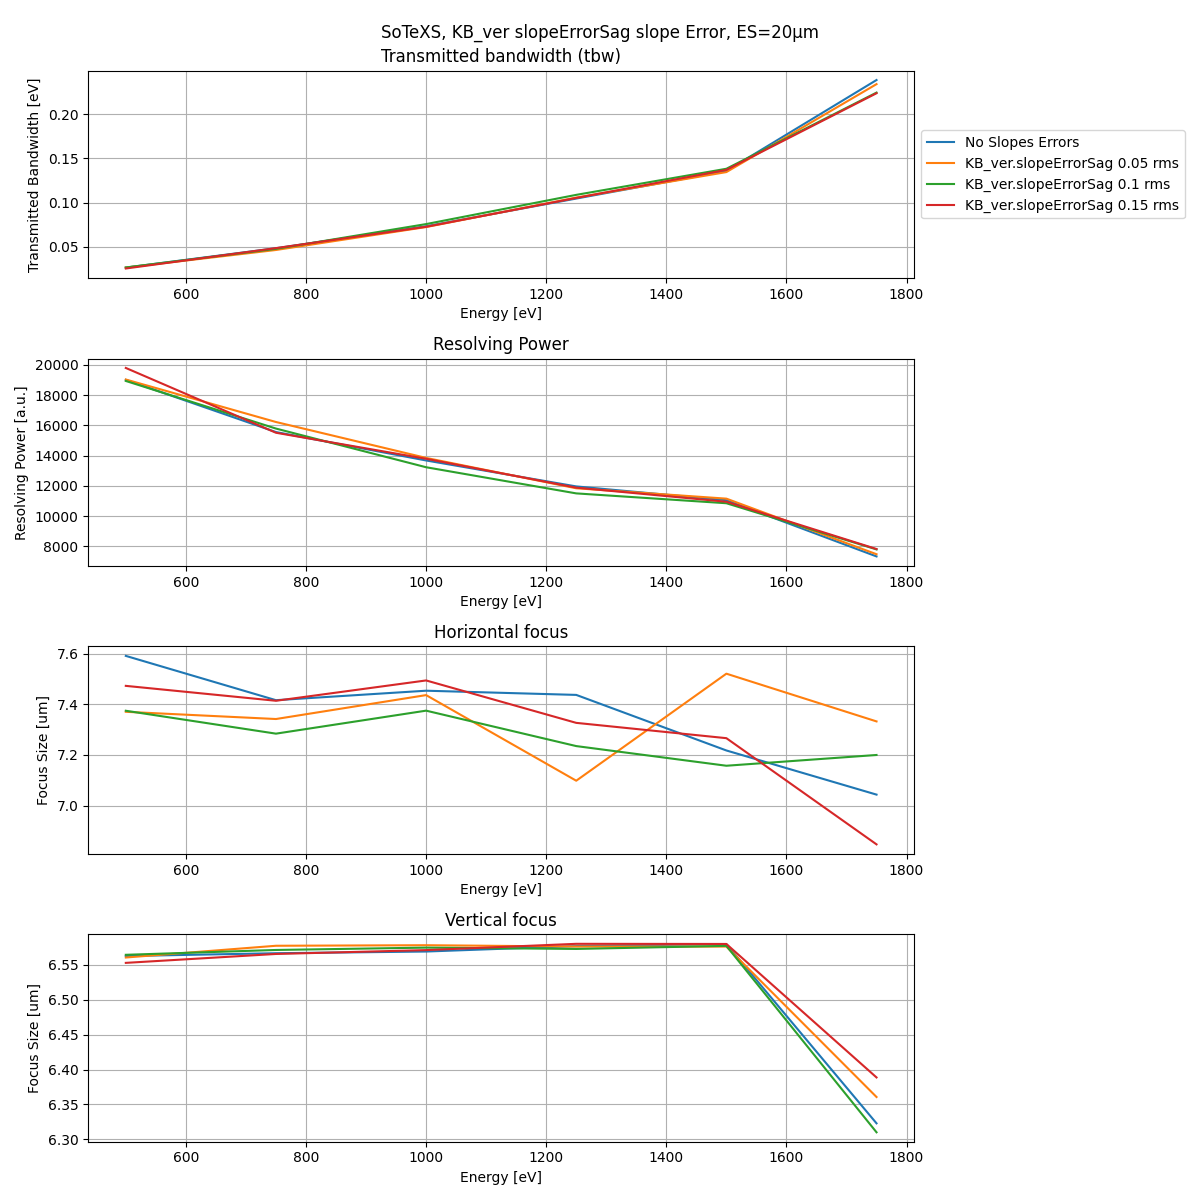 SoTeXS, KB_ver slopeErrorSag slope Error, ES=20μm
Transmitted bandwidth (tbw)
Transmitted Bandwidth [eV]
0.20
0.15
0.10
0.05
600 800 1000 1200 1400 1600 1800
Energy [eV]
No Slopes Errors
KB_ver.slopeErrorSag 0.05 rms
KB_ver.slopeErrorSag 0.1 rms
KB_ver.slopeErrorSag 0.15 rms
Resolving Power
Resolving Power [a.u.]
20000
18000
16000
14000
12000
10000
8000
600 800 1000 1200 1400 1600 1800
Energy [eV]
Horizontal focus
Focus Size [um]
7.6
7.4
7.2
7.0
600 800 1000 1200 1400 1600 1800
Energy [eV]
Vertical focus
Focus Size [um]
6.55
6.50
6.45
6.40
6.35
6.30
600 800 1000 1200 1400 1600 1800
Energy [eV]